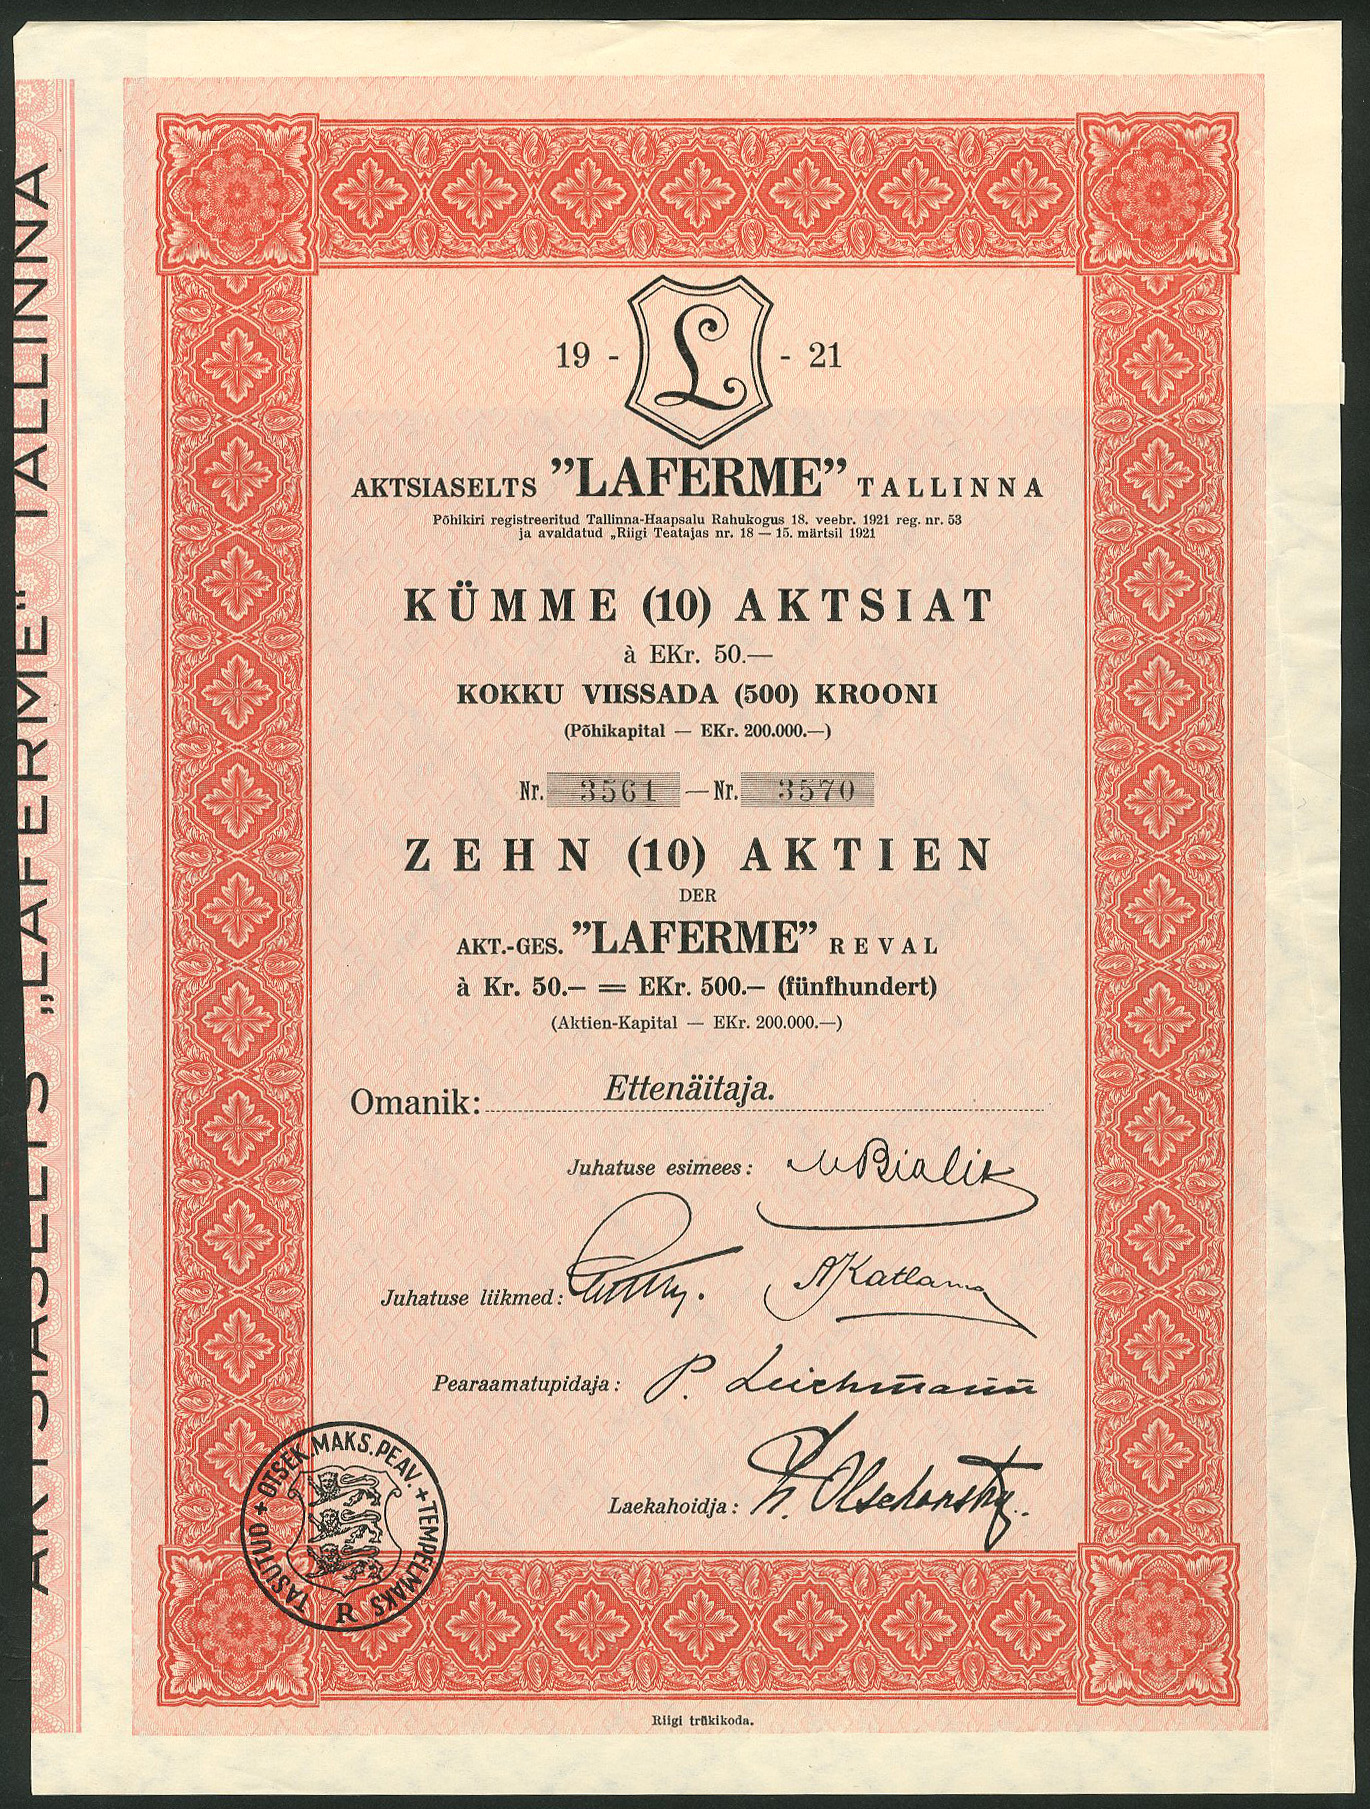 AKTSIASELTS „LAFERME" TALLINNA
19 - L - 21
AKTSIASELTS "LAFERME" TALLINNA
Põhikiri registreeritud Tallinna-Haapsalu Rahukogus 18. veebr. 1921 reg. nr. 53
ja avaldatud „Riigi Teatajas nr. 18 — 15. märtsil 1921
KÜMME (10) AKTSIAT
à EKr. 50.—
KOKKU VIISSADA (500) KROONI
(Põhikapital — EKr. 200.000.—)
Nr. 3561 — Nr. 3570
ZEHN (10) AKTIEN
DER
AKT.-GES. "LAFERME" REVAL
à Kr. 50.— = EKr. 500.— (fünfhundert)
(Aktien-Kapital — EKr. 200.000.—)
Omanik: Ettenäitaja.
Juhatuse esimees: M Bialik
Juhatuse liikmed: A Katlama
Pearaamatupidaja: P. Leichmann
Laekahoidja: Olschansky.
TASUTUD + OTSEK. MAKS. PEAV. + TEMPELMAKS
R
Riigi trükikoda.